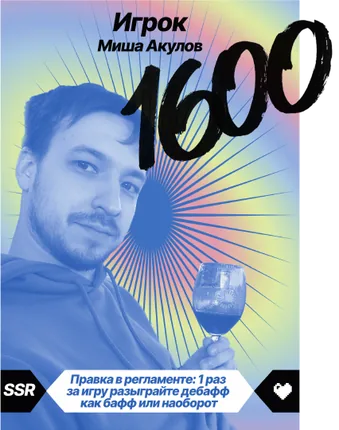 Игрок
Миша Акулов
1600
SSR
Правка в регламенте: 1 раз
за игру разыграйте дебафф
как бафф или наоборот